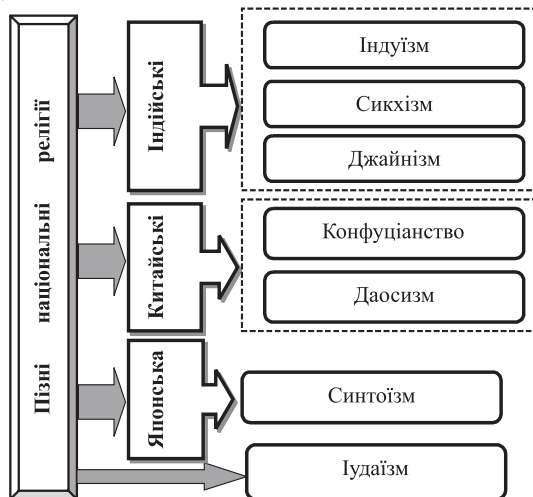 Пізні національні релігії
Індійські
Індуїзм
Сикхізм
Джайнізм
Китайські
Конфуціанство
Даосизм
Японська
Синтоїзм
Іудаїзм